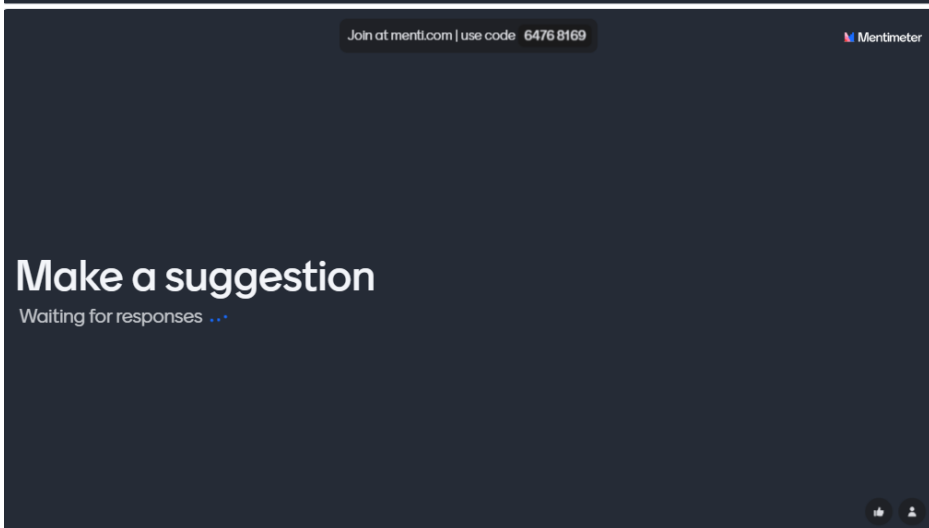 Join at menti.com | use code 6476 8169
Mentimeter
Make a suggestion
Waiting for responses